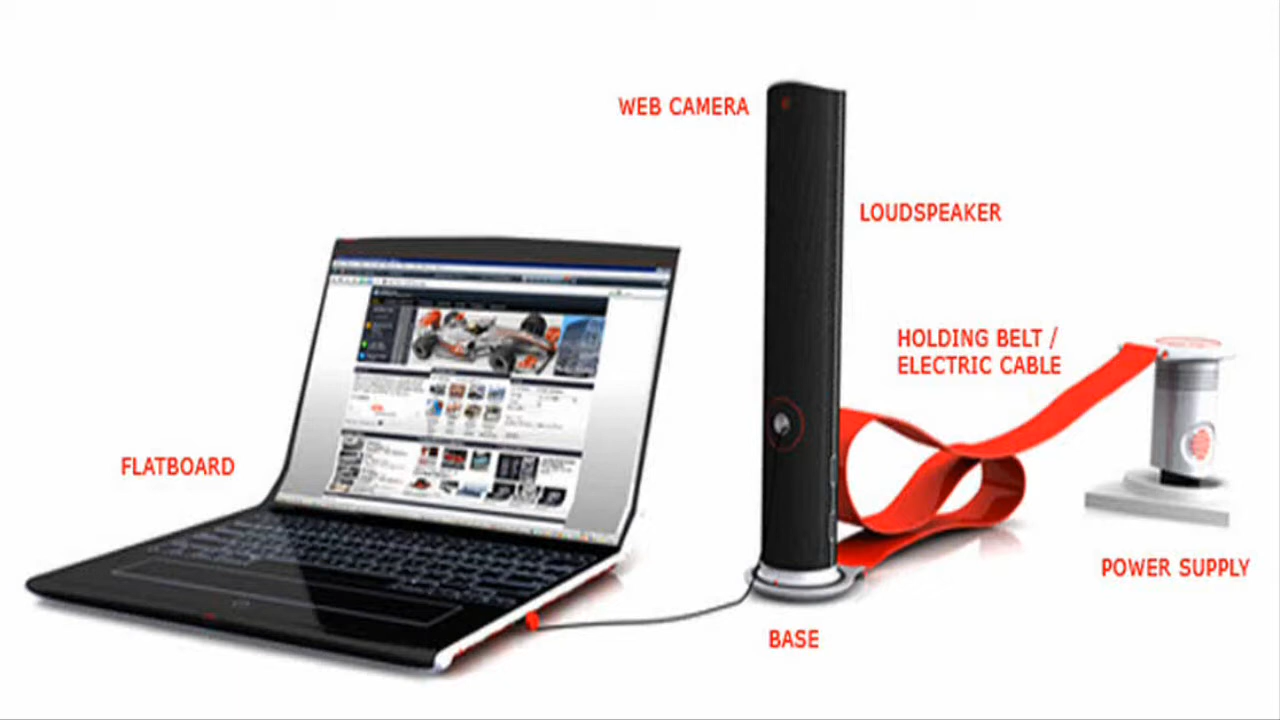 WEB CAMERA
LOUDSPEAKER
HOLDING BELT /
ELECTRIC CABLE
FLATBOARD
POWER SUPPLY
BASE